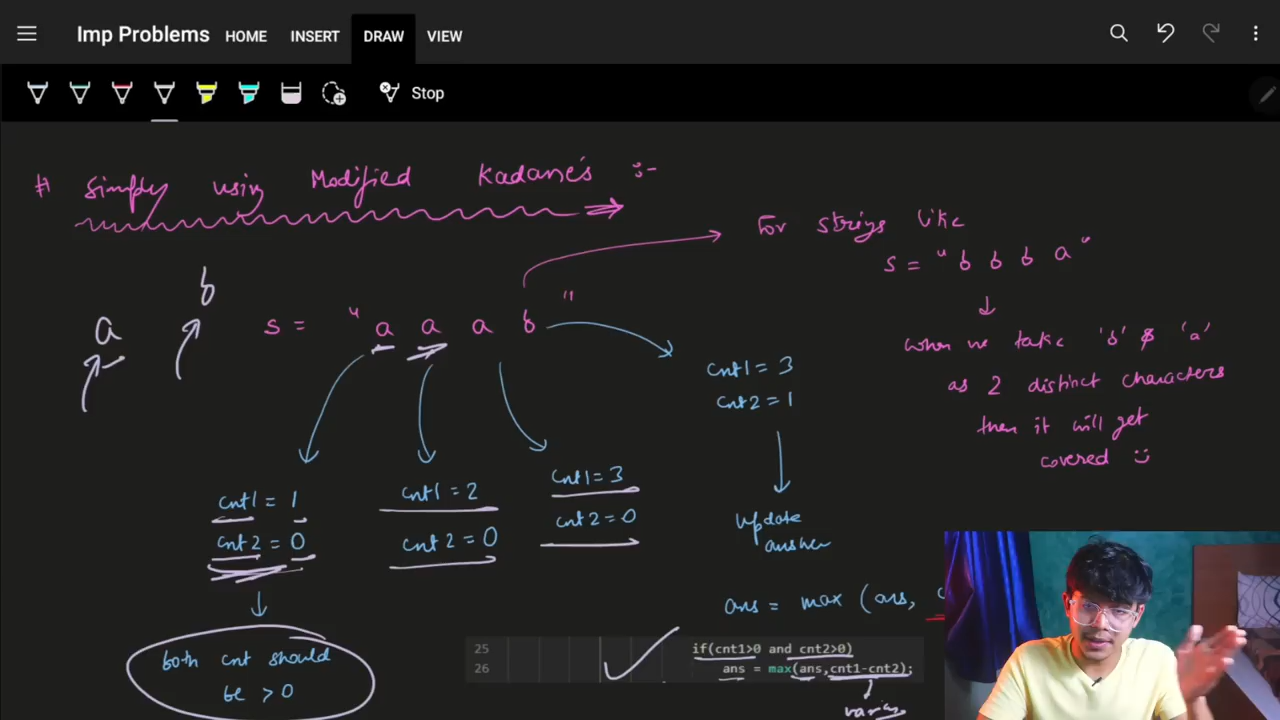 Imp Problems HOME INSERT DRAW VIEW
Stop
# Simply using Modified Kadane's :-
For strings like
s = "b b b a"
when we take 'b' & 'a'
as 2 distinct characters
then it will get
covered :)
a b
s = "a a a b"
cnt1 = 3
cnt2 = 1
update
answer
cnt1 = 1
cnt2 = 0
cnt1 = 2
cnt2 = 0
cnt1 = 3
cnt2 = 0
both cnt should
be > 0
ans = max (ans, c
25 if(cnt1>0 and cnt2>0)
26 ans = max(ans,cnt1-cnt2);